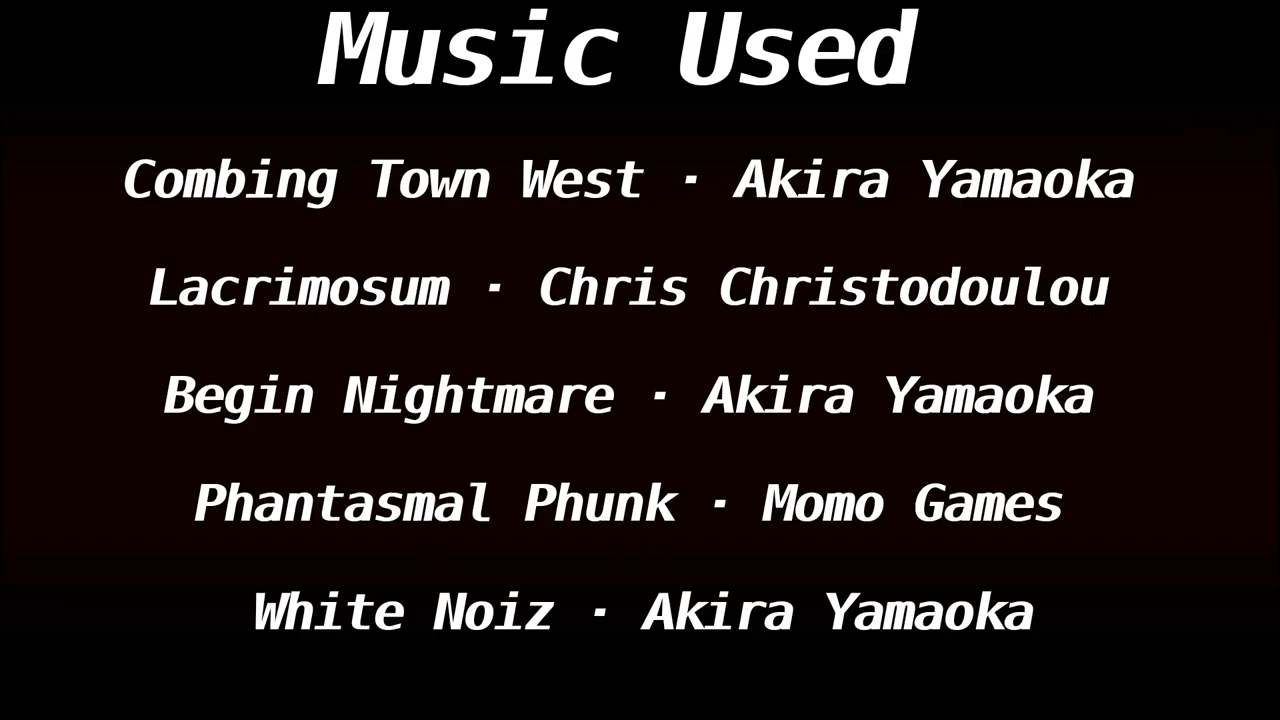 Music Used
Combing Town West · Akira Yamaoka
Lacrimosum · Chris Christodoulou
Begin Nightmare · Akira Yamaoka
Phantasmal Phunk · Momo Games
White Noiz · Akira Yamaoka